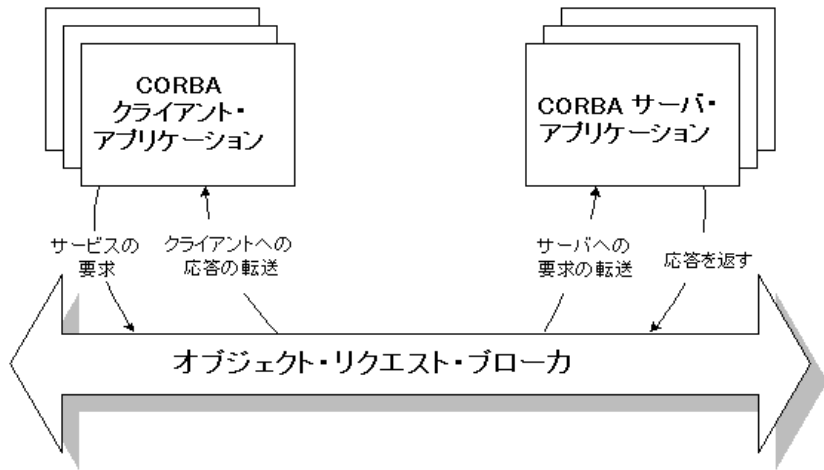 CORBA
クライアント・
アプリケーション
CORBA サーバ・
アプリケーション
サービスの
要求
クライアントへの
応答の転送
サーバへの
要求の転送
応答を返す
オブジェクト・リクエスト・ブローカ